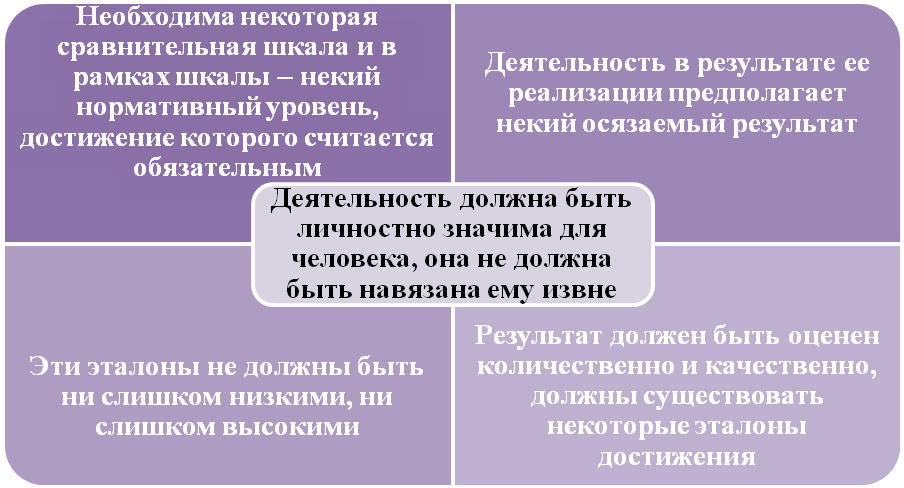 Необходима некоторая
сравнительная шкала и в
рамках шкалы – некий
нормативный уровень,
достижение которого считается
обязательным
Деятельность в результате ее
реализации предполагает
некий осязаемый результат
Деятельность должна быть
личностно значима для
человека, она не должна
быть навязана ему извне
Эти эталоны не должны быть
ни слишком низкими, ни
слишком высокими
Результат должен быть оценен
количественно и качественно,
должны существовать
некоторые эталоны
достижения